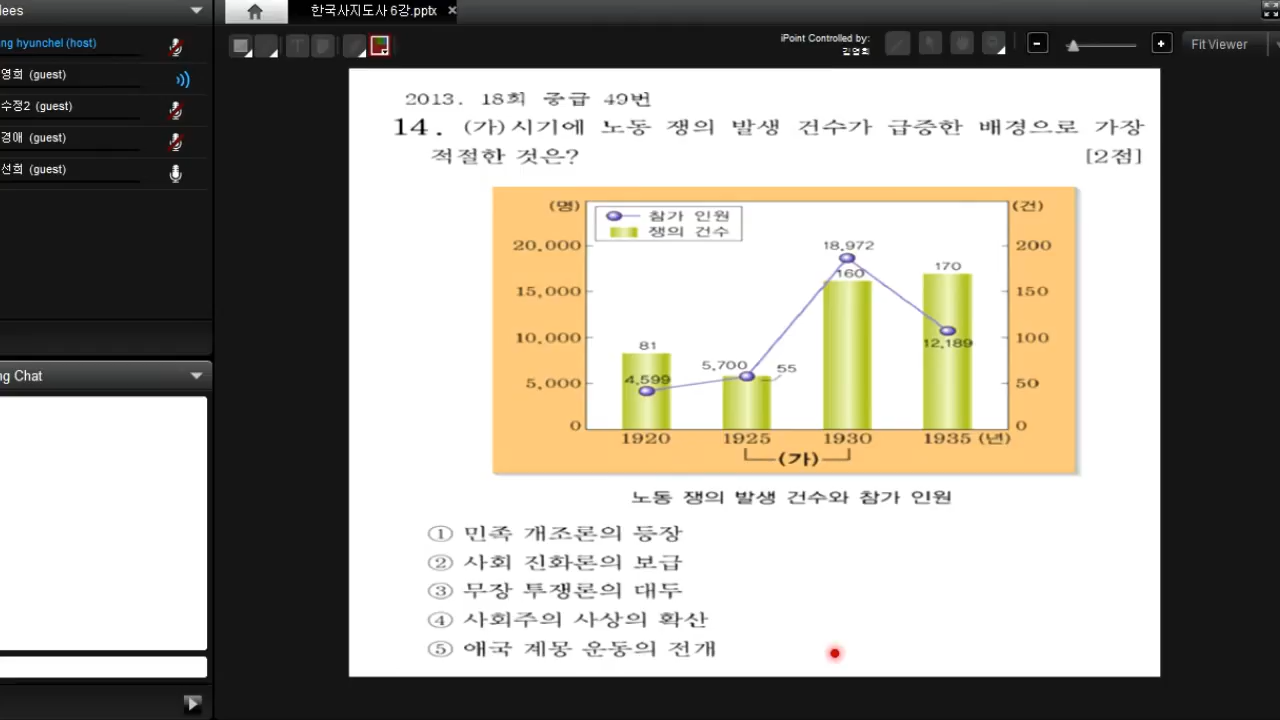 한국사지도사 6강.pptx
ng hyunchel (host)
영희 (guest)
수정2 (guest)
경애 (guest)
선희 (guest)
ng Chat
iPoint Controlled by:
김영희
Fit Viewer
2013. 18회 중급 49번
14. (가)시기에 노동 쟁의 발생 건수가 급증한 배경으로 가장
적절한 것은? [2점]
(명) (건)
참가 인원
쟁의 건수
20,000 200
15,000 150
10,000 100
5,000 50
0 0
18,972
160
170
81
5,700 55
4,599
12,189
1920 1925 1930 1935 (년)
(가)
노동 쟁의 발생 건수와 참가 인원
① 민족 개조론의 등장
② 사회 진화론의 보급
③ 무장 투쟁론의 대두
④ 사회주의 사상의 확산
⑤ 애국 계몽 운동의 전개